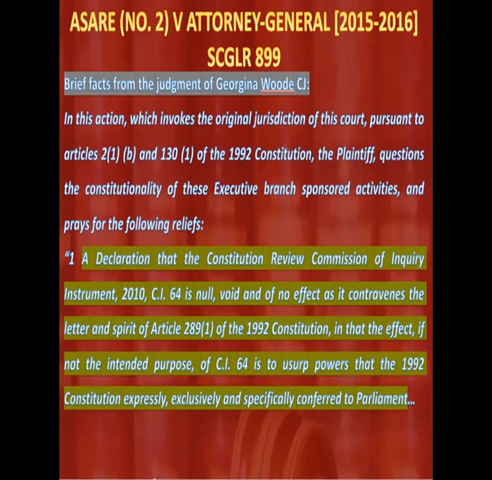 ASARE (NO. 2) V ATTORNEY-GENERAL [2015-2016]
SCGLR 899
Brief facts from the judgment of Georgina Woode CJ:
In this action, which invokes the original jurisdiction of this court, pursuant to
articles 2(1) (b) and 130 (1) of the 1992 Constitution, the Plaintiff, questions
the constitutionality of these Executive branch sponsored activities, and
prays for the following reliefs:
“1 A Declaration that the Constitution Review Commission of Inquiry
Instrument, 2010, C.I. 64 is null, void and of no effect as it contravenes the
letter and spirit of Article 289(1) of the 1992 Constitution, in that the effect, if
not the intended purpose, of C.I. 64 is to usurp powers that the 1992
Constitution expressly, exclusively and specifically conferred to Parliament...